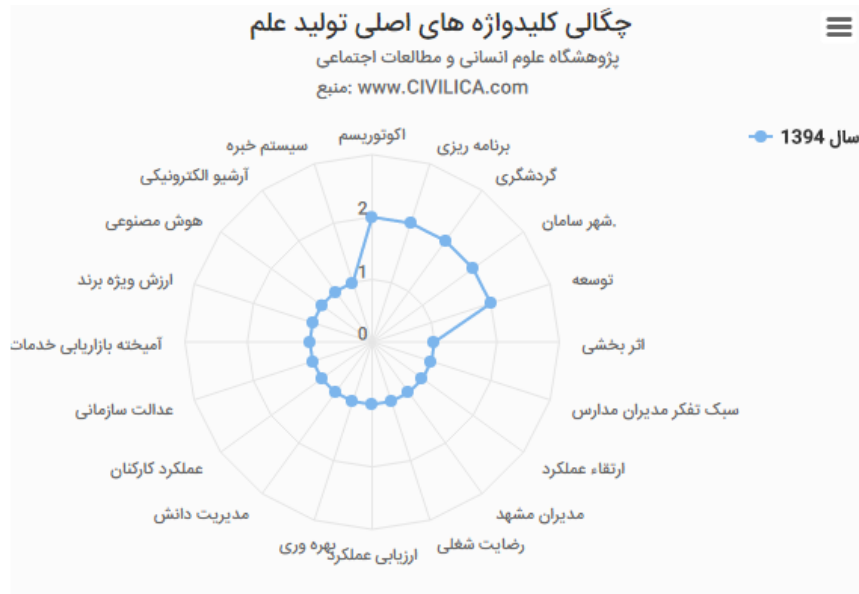 چگالی کلیدواژه های اصلی تولید علم
پژوهشگاه علوم انسانی و مطالعات اجتماعی
منبع: www.CIVILICA.com
سال 1394
اکوتوریسم
برنامه ریزی
گردشگری
شهر سامان.
توسعه
اثر بخشی
سبک تفکر مدیران مدارس
ارتقاء عملکرد
مدیران مشهد
رضایت شغلی
ارزیابی عملکرد
بهره وری
مدیریت دانش
عملکرد کارکنان
عدالت سازمانی
آمیخته بازاریابی خدمات
ارزش ویژه برند
هوش مصنوعی
آرشیو الکترونیکی
سیستم خبره
2
1
0